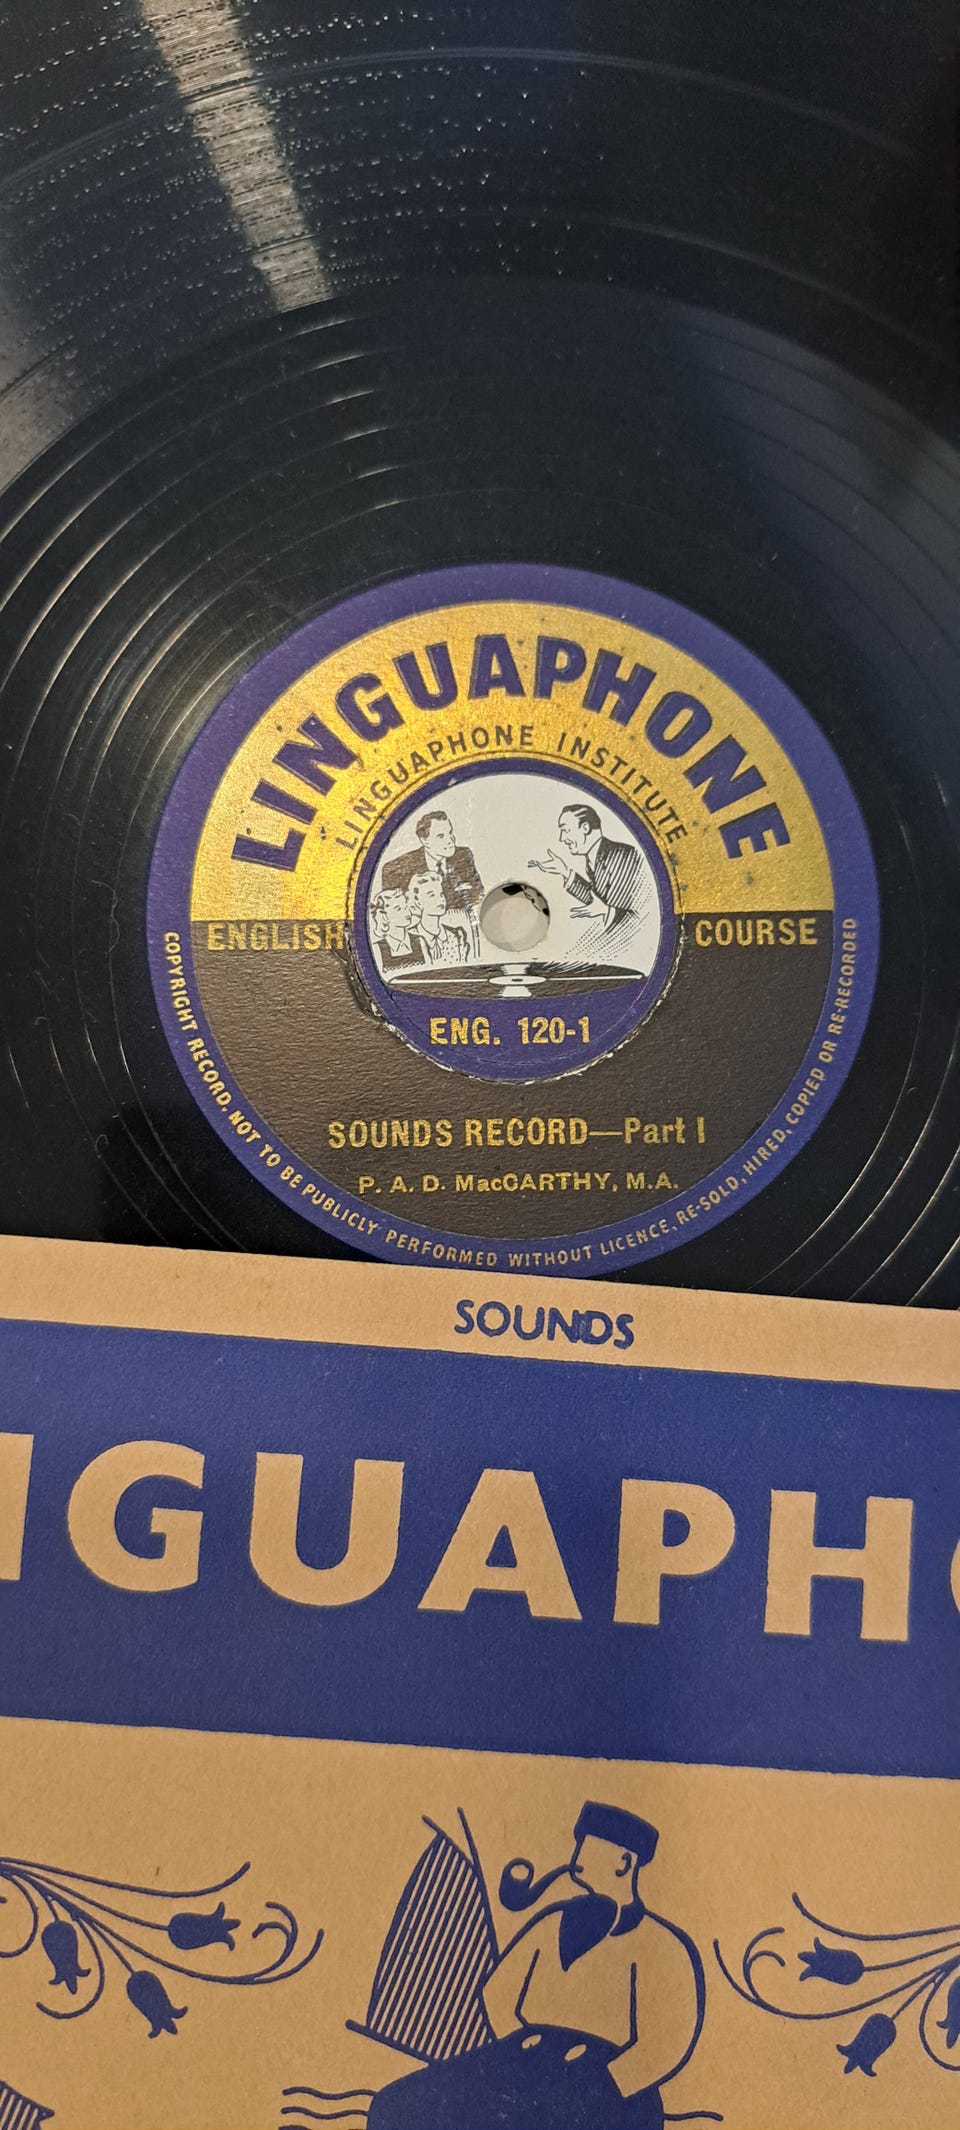 LINGUAPHONE
LINGUAPHONE INSTITUTE
ENGLISH COURSE
ENG. 120-1
SOUNDS RECORD—Part I
P. A. D. MacCARTHY, M.A.
COPYRIGHT RECORD. NOT TO BE PUBLICLY PERFORMED WITHOUT LICENCE, RE-SOLD, HIRED, COPIED OR RE-RECORDED
SOUNDS
NGUAPH